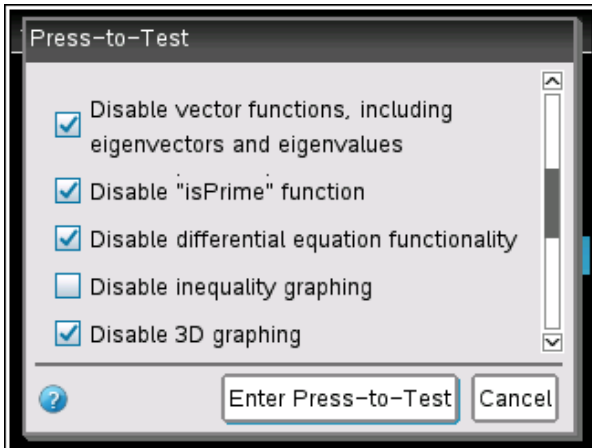 Press-to-Test
Disable vector functions, including
eigenvectors and eigenvalues
Disable "isPrime" function
Disable differential equation functionality
Disable inequality graphing
Disable 3D graphing
?
Enter Press-to-Test
Cancel